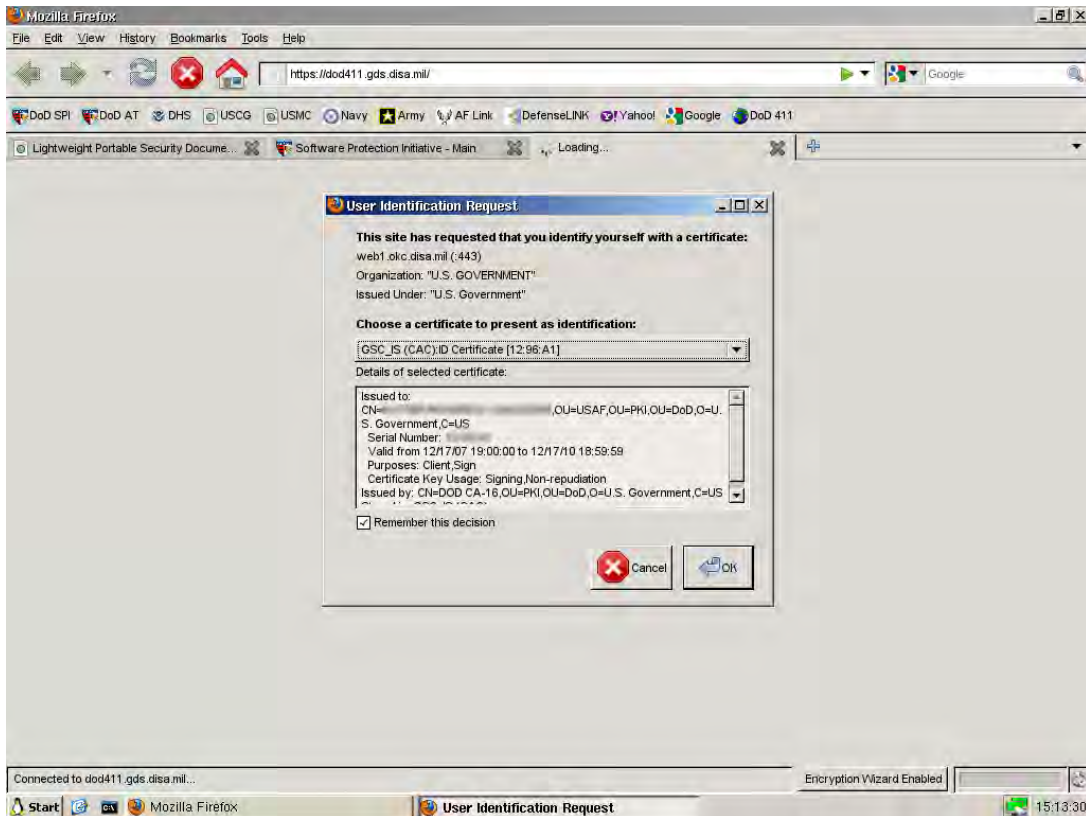 Mozilla Firefox
File Edit View History Bookmarks Tools Help
https://dod411.gds.disa.mil/
Google
DoD SPI DoD AT DHS USCG USMC Navy Army AF Link DefenseLINK Yahoo! Google DoD 411
Lightweight Portable Security Docume... Software Protection Initiative - Main Loading...
User Identification Request
This site has requested that you identify yourself with a certificate:
web1.okc.disa.mil (:443)
Organization: "U.S. GOVERNMENT"
Issued Under: "U.S. Government"
Choose a certificate to present as identification:
GSC_IS (CAC):ID Certificate [12:96:A1]
Details of selected certificate:
Issued to:
CN= ,OU=USAF,OU=PKI,OU=DoD,O=U.
S. Government,C=US
Serial Number:
Valid from 12/17/07 19:00:00 to 12/17/10 18:59:59
Purposes: Client,Sign
Certificate Key Usage: Signing,Non-repudiation
Issued by: CN=DOD CA-16,OU=PKI,OU=DoD,O=U.S. Government,C=US
Remember this decision
Cancel OK
Connected to dod411.gds.disa.mil... Encryption Wizard Enabled
Start Mozilla Firefox User Identification Request 15:13:30